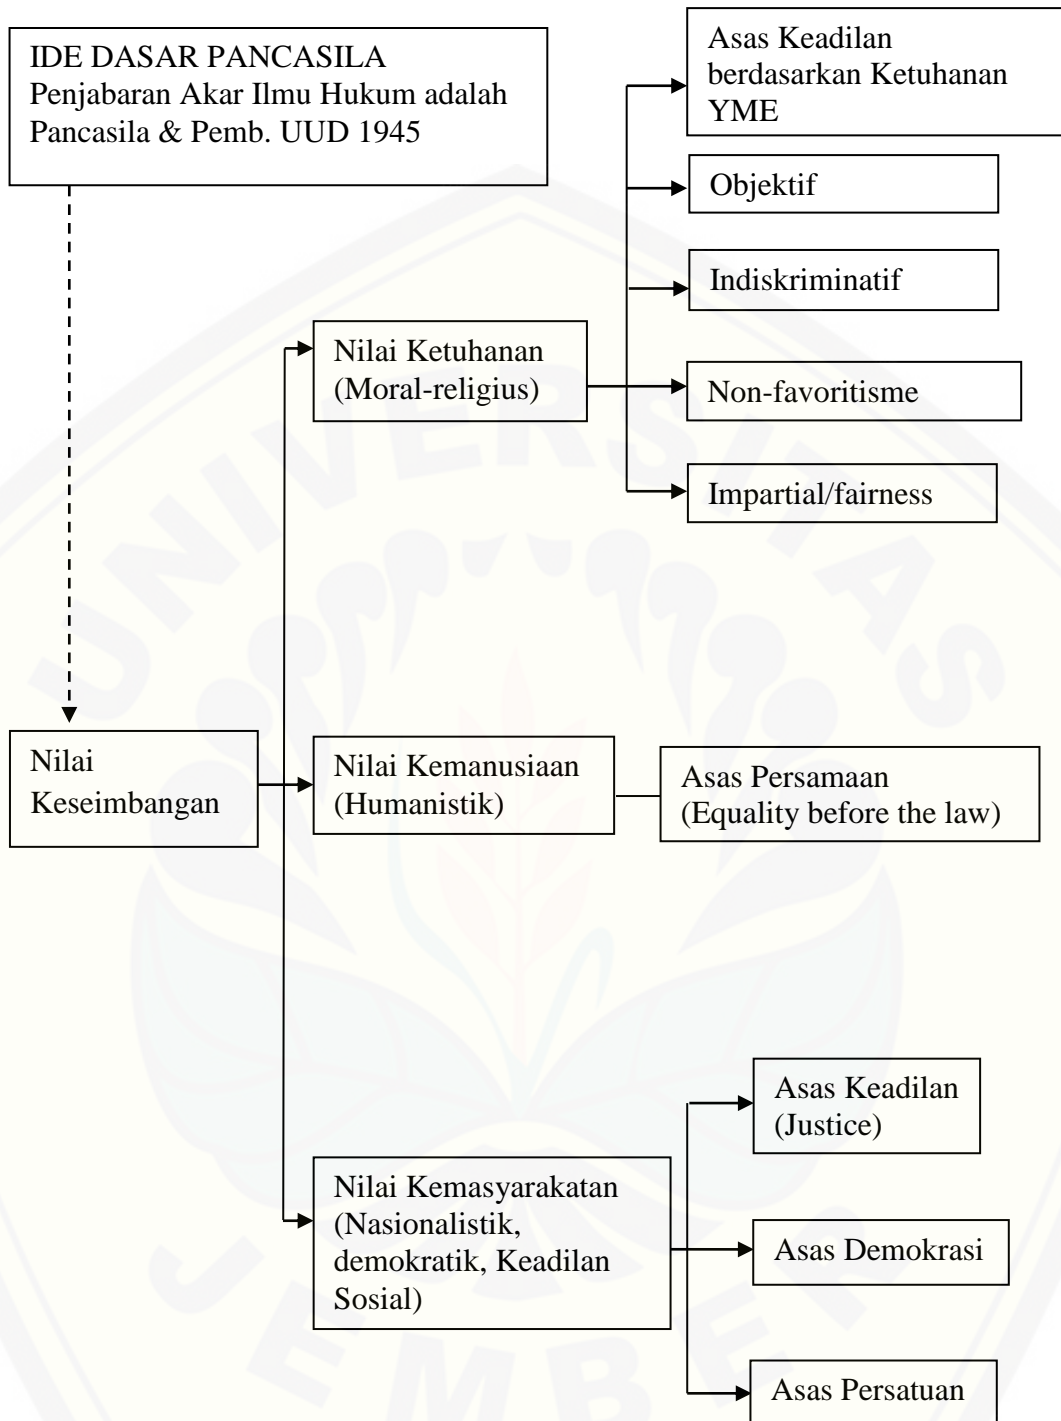 IDE DASAR PANCASILA
Penjabaran Akar Ilmu Hukum adalah
Pancasila & Pemb. UUD 1945
Asas Keadilan
berdasarkan Ketuhanan
YME
Objektif
Indiskriminatif
Nilai Ketuhanan
(Moral-religius)
Non-favoritisme
Impartial/fairness
Nilai
Keseimbangan
Nilai Kemanusiaan
(Humanistik)
Asas Persamaan
(Equality before the law)
Nilai Kemasyarakatan
(Nasionalistik,
demokratik, Keadilan
Sosial)
Asas Keadilan
(Justice)
Asas Demokrasi
Asas Persatuan
UNIVERSITAS
JEMBER